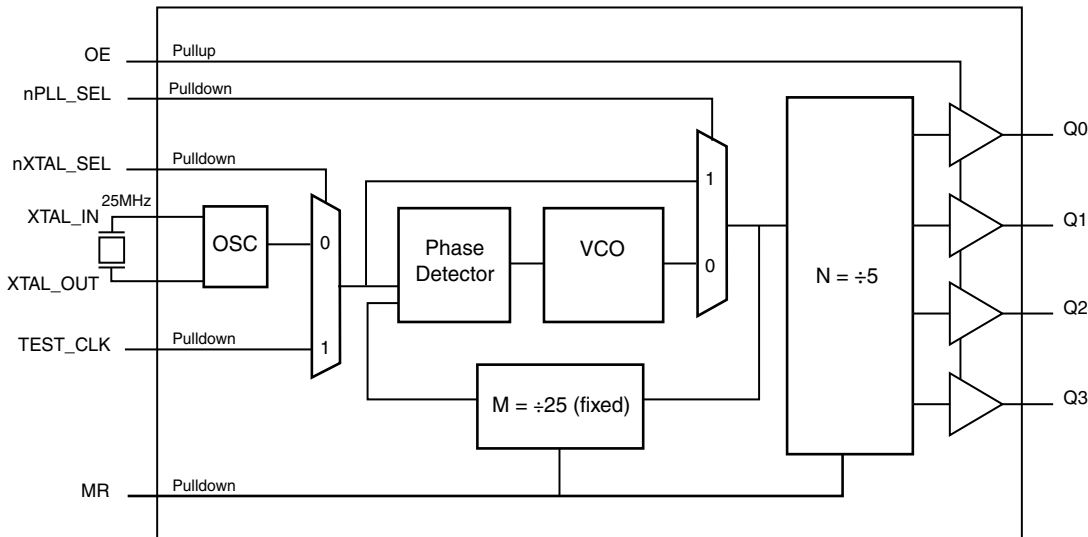 OE
Pullup
nPLL_SEL
Pulldown
nXTAL_SEL
Pulldown
XTAL_IN
25MHz
XTAL_OUT
OSC
0
1
TEST_CLK
Pulldown
Phase
Detector
VCO
1
0
M = ÷25 (fixed)
N = ÷5
Q0
Q1
Q2
Q3
MR
Pulldown